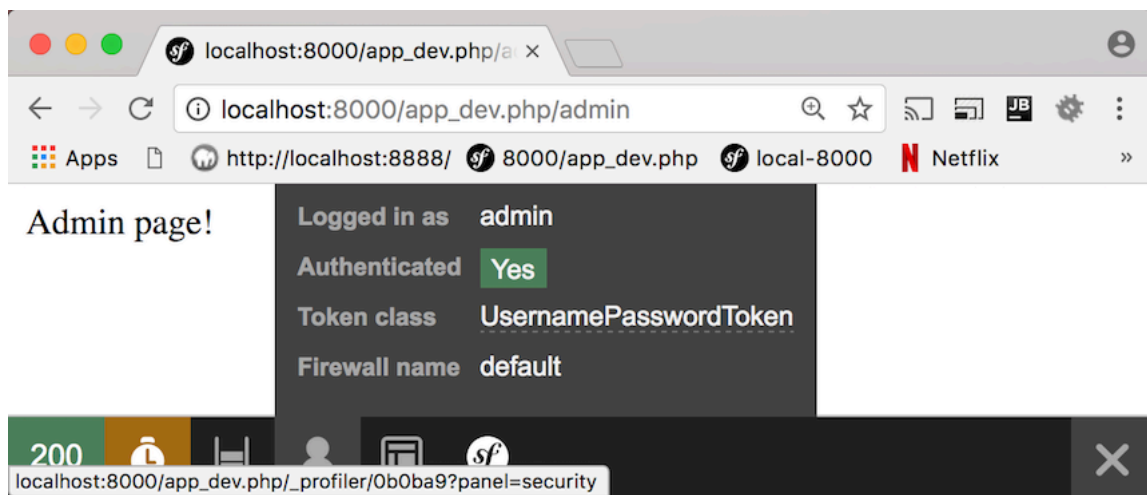 localhost:8000/app_dev.php/a
localhost:8000/app_dev.php/admin
Apps http://localhost:8888/ 8000/app_dev.php local-8000 Netflix »
Admin page!
Logged in as admin
Authenticated Yes
Token class UsernamePasswordToken
Firewall name default
200
localhost:8000/app_dev.php/_profiler/0b0ba9?panel=security